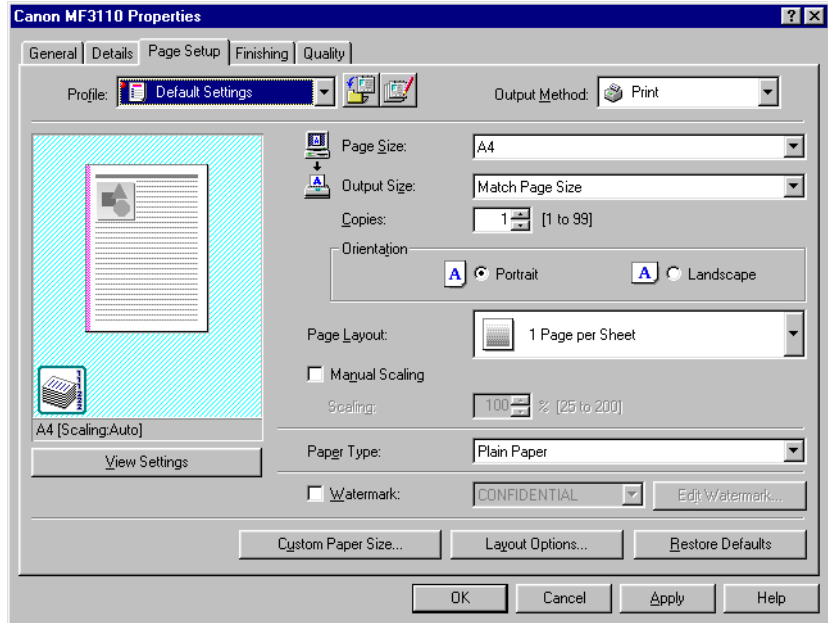 Canon MF3110 Properties
General Details Page Setup Finishing Quality
Profile: Default Settings Output Method: Print
Page Size: A4
Output Size: Match Page Size
Copies: 1 [1 to 99]
Orientation
A Portrait A Landscape
Page Layout: 1 Page per Sheet
Manual Scaling
Scaling: 100 % [25 to 200]
A4 [Scaling:Auto]
View Settings
Paper Type: Plain Paper
Watermark: CONFIDENTIAL Edit Watermark...
Custom Paper Size... Layout Options... Restore Defaults
OK Cancel Apply Help